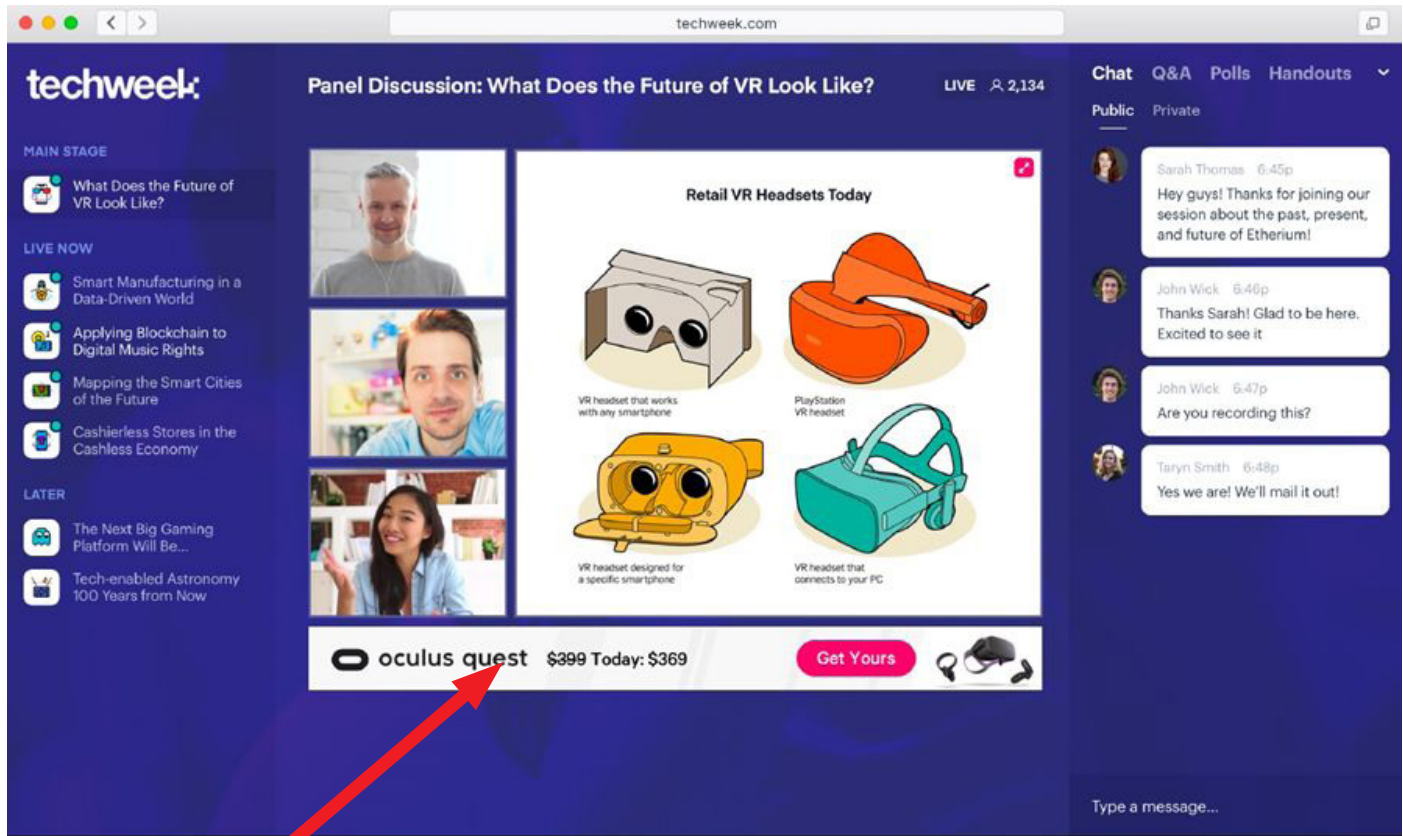 techweek.com
techweek:
MAIN STAGE
What Does the Future of
VR Look Like?
LIVE NOW
Smart Manufacturing in a
Data-Driven World
Applying Blockchain to
Digital Music Rights
Mapping the Smart Cities
of the Future
Cashierless Stores in the
Cashless Economy
LATER
The Next Big Gaming
Platform Will Be...
Tech-enabled Astronomy
100 Years from Now
Panel Discussion: What Does the Future of VR Look Like?
LIVE 2,134
Retail VR Headsets Today
VR headset that works
with any smartphone
PlayStation
VR headset
VR headset designed for
a specific smartphone
VR headset that
connects to your PC
oculus quest $399 Today: $369 Get Yours
Chat Q&A Polls Handouts
Public Private
Sarah Thomas 6:45p
Hey guys! Thanks for joining our
session about the past, present,
and future of Etherium!
John Wick 6:46p
Thanks Sarah! Glad to be here.
Excited to see it
John Wick 6:47p
Are you recording this?
Taryn Smith 6:48p
Yes we are! We'll mail it out!
Type a message...